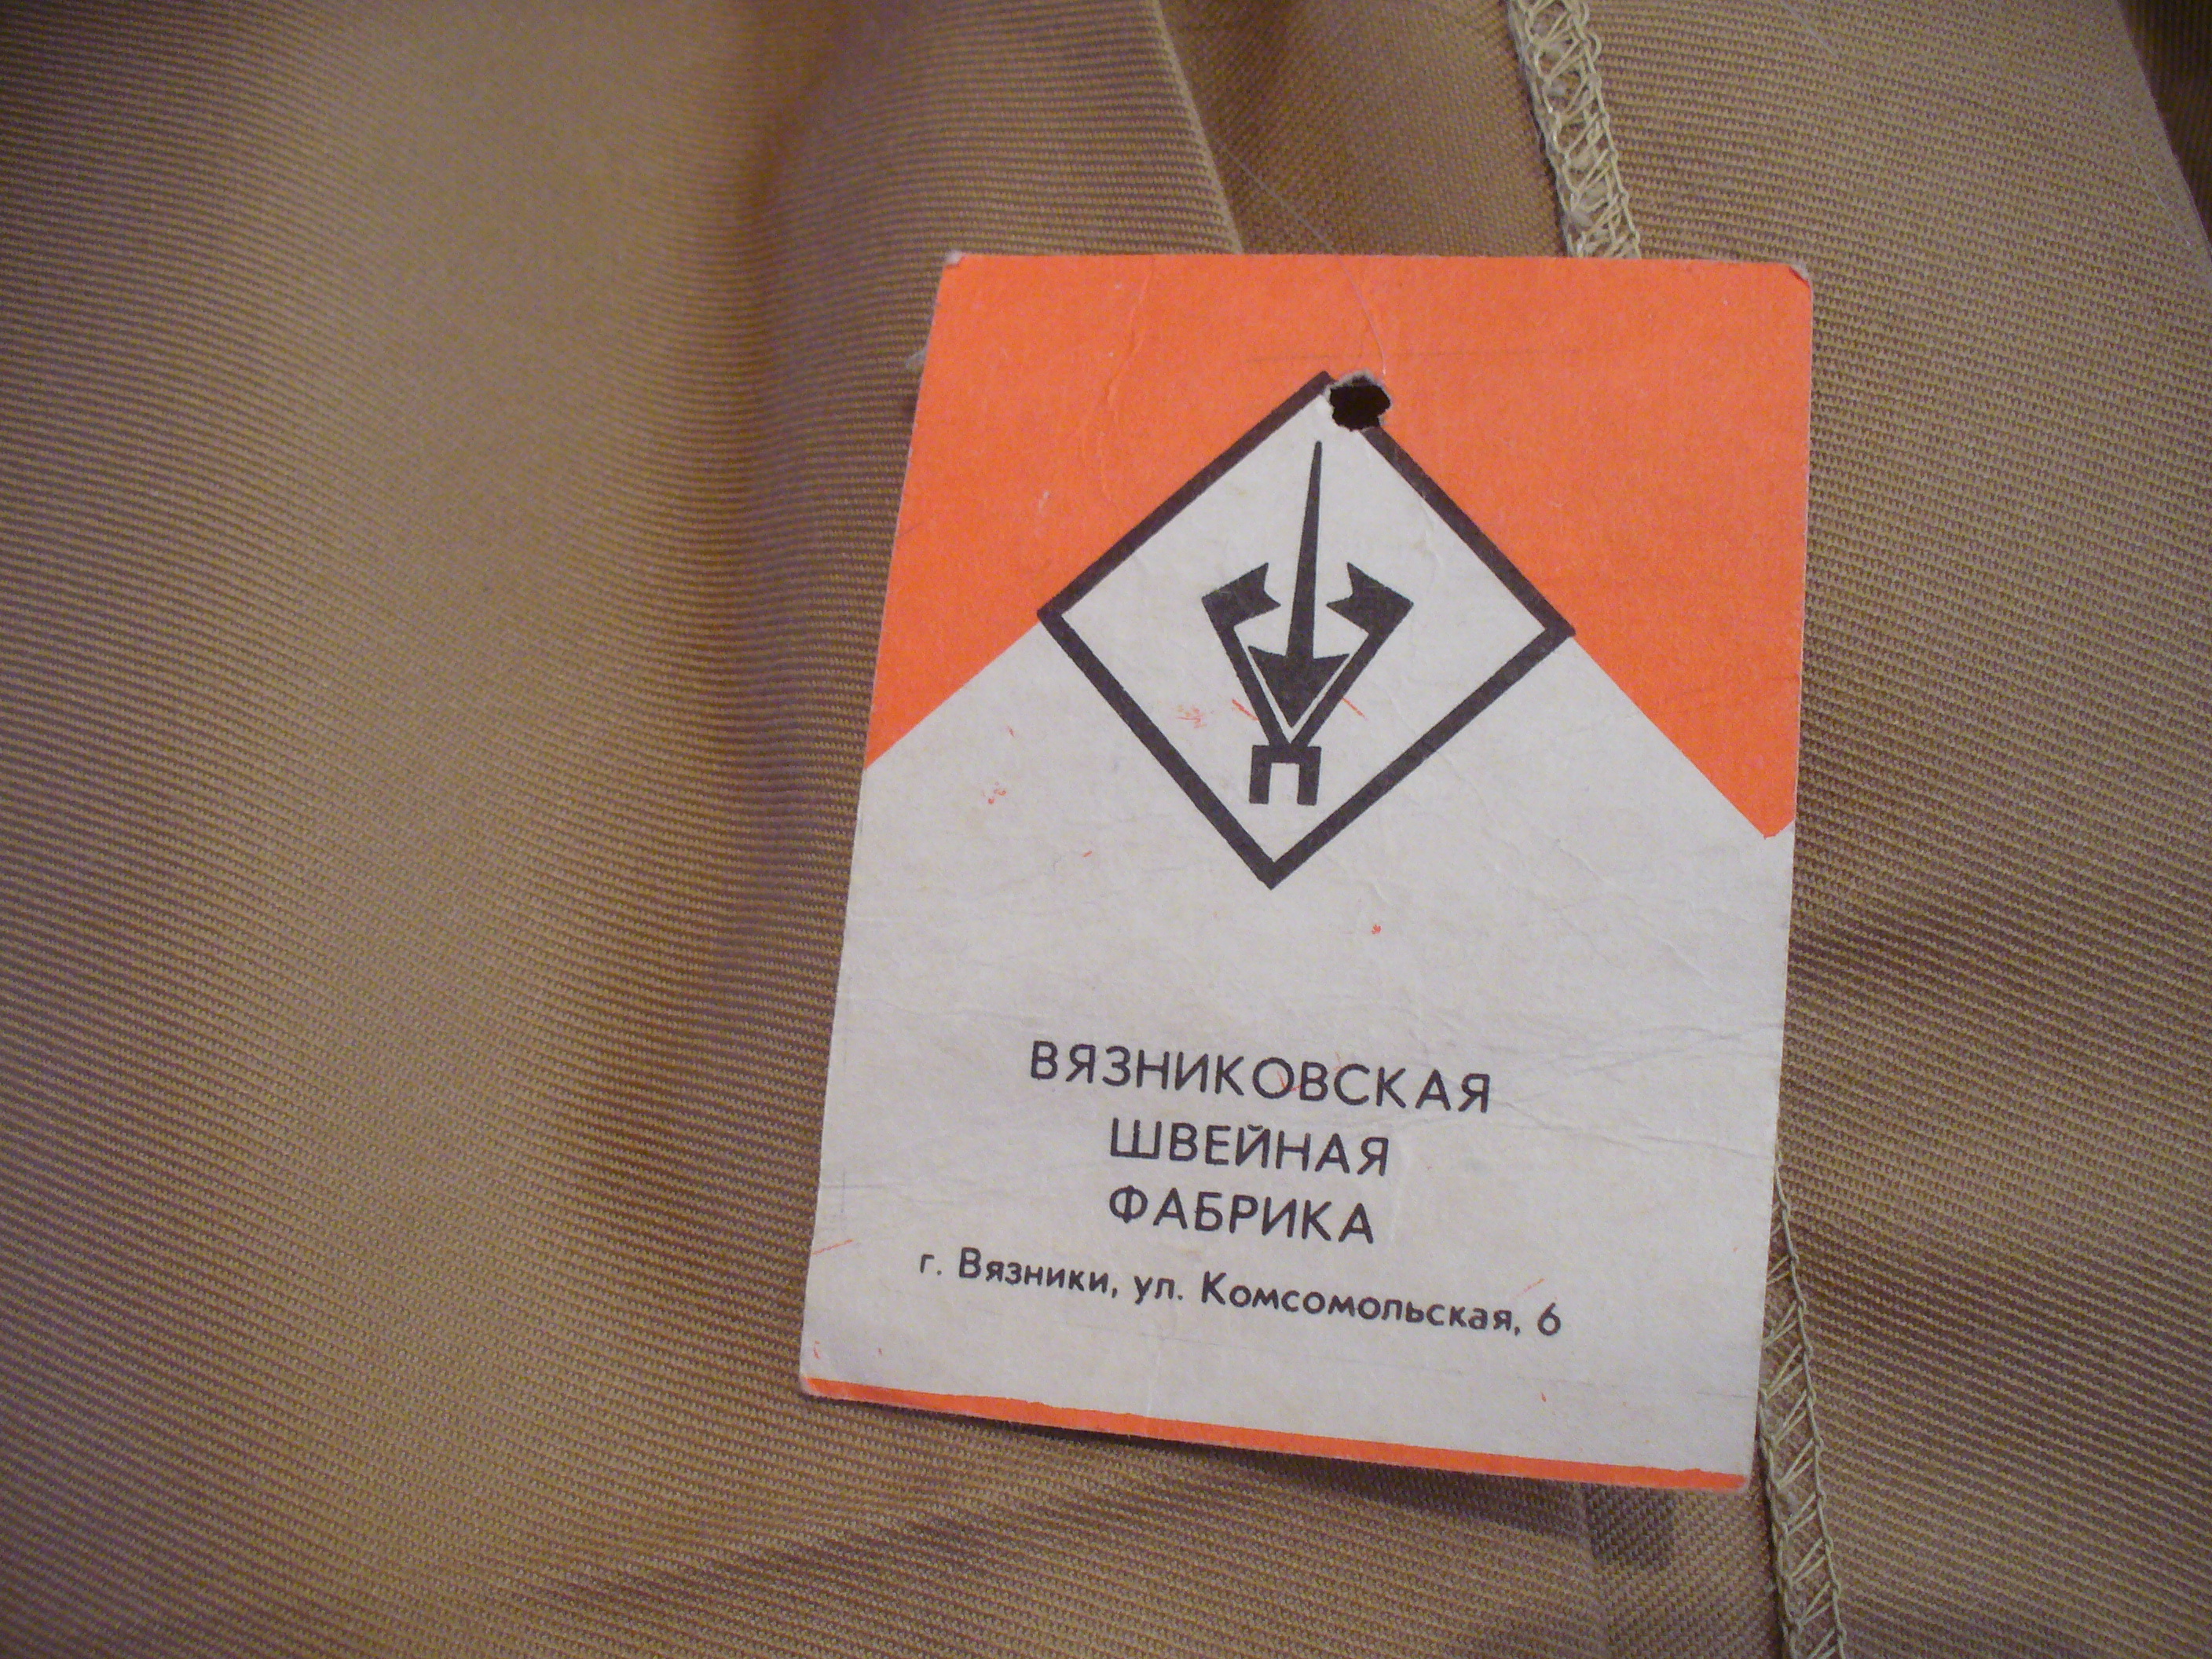 ВЯЗНИКОВСКАЯ
ШВЕЙНАЯ
ФАБРИКА
г. Вязники, ул. Комсомольская, 6